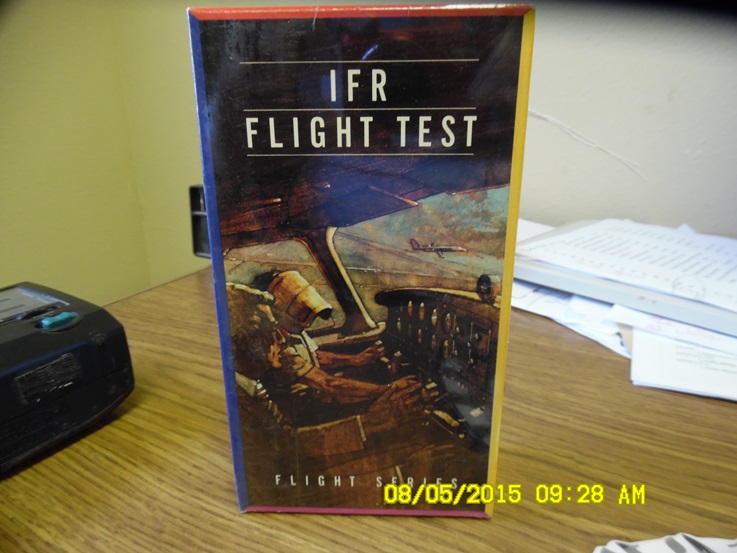 IFR
FLIGHT TEST
FLIGHT SERIES
08/05/2015 09:28 AM